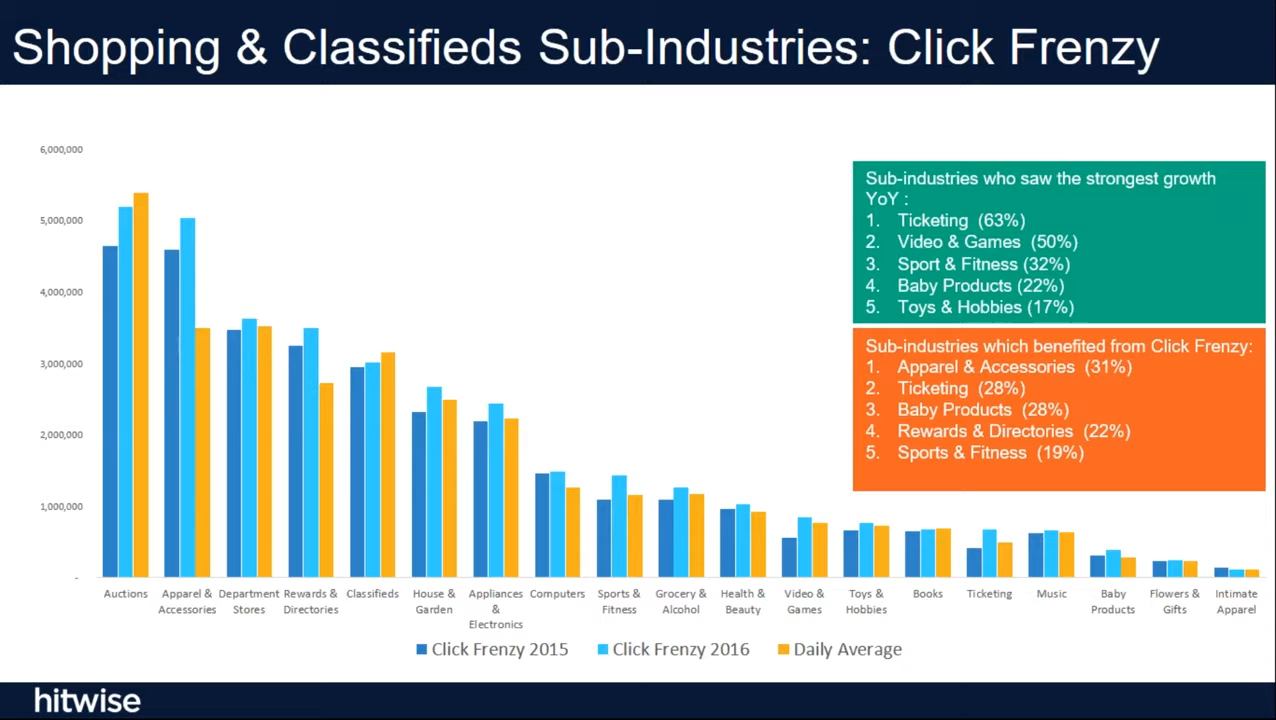 Shopping & Classifieds Sub-Industries: Click Frenzy
6,000,000
5,000,000
4,000,000
3,000,000
2,000,000
1,000,000
-
Sub-industries who saw the strongest growth
YoY :
1. Ticketing (63%)
2. Video & Games (50%)
3. Sport & Fitness (32%)
4. Baby Products (22%)
5. Toys & Hobbies (17%)
Sub-industries which benefited from Click Frenzy:
1. Apparel & Accessories (31%)
2. Ticketing (28%)
3. Baby Products (28%)
4. Rewards & Directories (22%)
5. Sports & Fitness (19%)
Auctions
Apparel &
Accessories
Department
Stores
Rewards &
Directories
Classifieds
House &
Garden
Appliances
&
Electronics
Computers
Sports &
Fitness
Grocery &
Alcohol
Health &
Beauty
Video &
Games
Toys &
Hobbies
Books
Ticketing
Music
Baby
Products
Flowers &
Gifts
Intimate
Apparel
Click Frenzy 2015
Click Frenzy 2016
Daily Average
hitwise